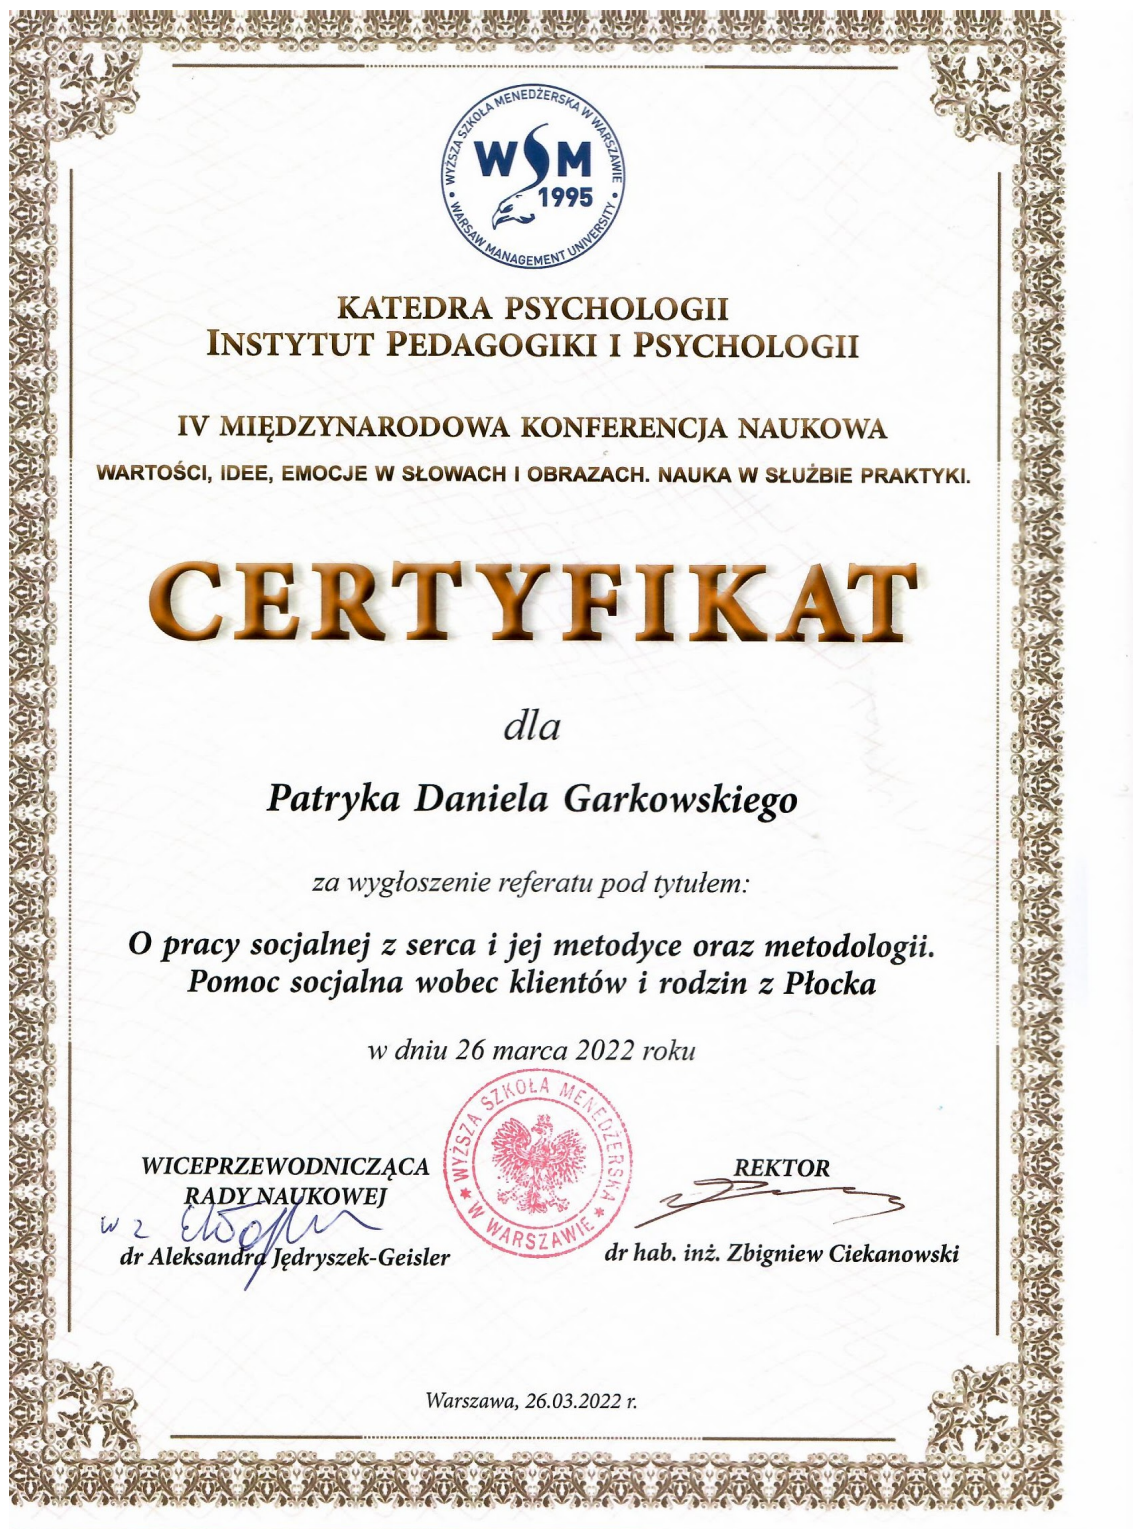 WYŻSZA SZKOŁA MENEDŻERSKA W WARSZAWIE
WSM
1995
WARSAW MANAGEMENT UNIVERSITY
KATEDRA PSYCHOLOGII
INSTYTUT PEDAGOGIKI I PSYCHOLOGII
IV MIĘDZYNARODOWA KONFERENCJA NAUKOWA
WARTOŚCI, IDEE, EMOCJE W SŁOWACH I OBRAZACH. NAUKA W SŁUŻBIE PRAKTYKI.
CERTYFIKAT
dla
Patryka Daniela Garkowskiego
za wygłoszenie referatu pod tytułem:
O pracy socjalnej z serca i jej metodyce oraz metodologii.
Pomoc socjalna wobec klientów i rodzin z Płocka
w dniu 26 marca 2022 roku
WYŻSZA SZKOŁA MENEDŻERSKA
W WARSZAWIE
WICEPRZEWODNICZĄCA
RADY NAUKOWEJ
w z
dr Aleksandra Jędryszek-Geisler
REKTOR
dr hab. inż. Zbigniew Ciekanowski
Warszawa, 26.03.2022 r.